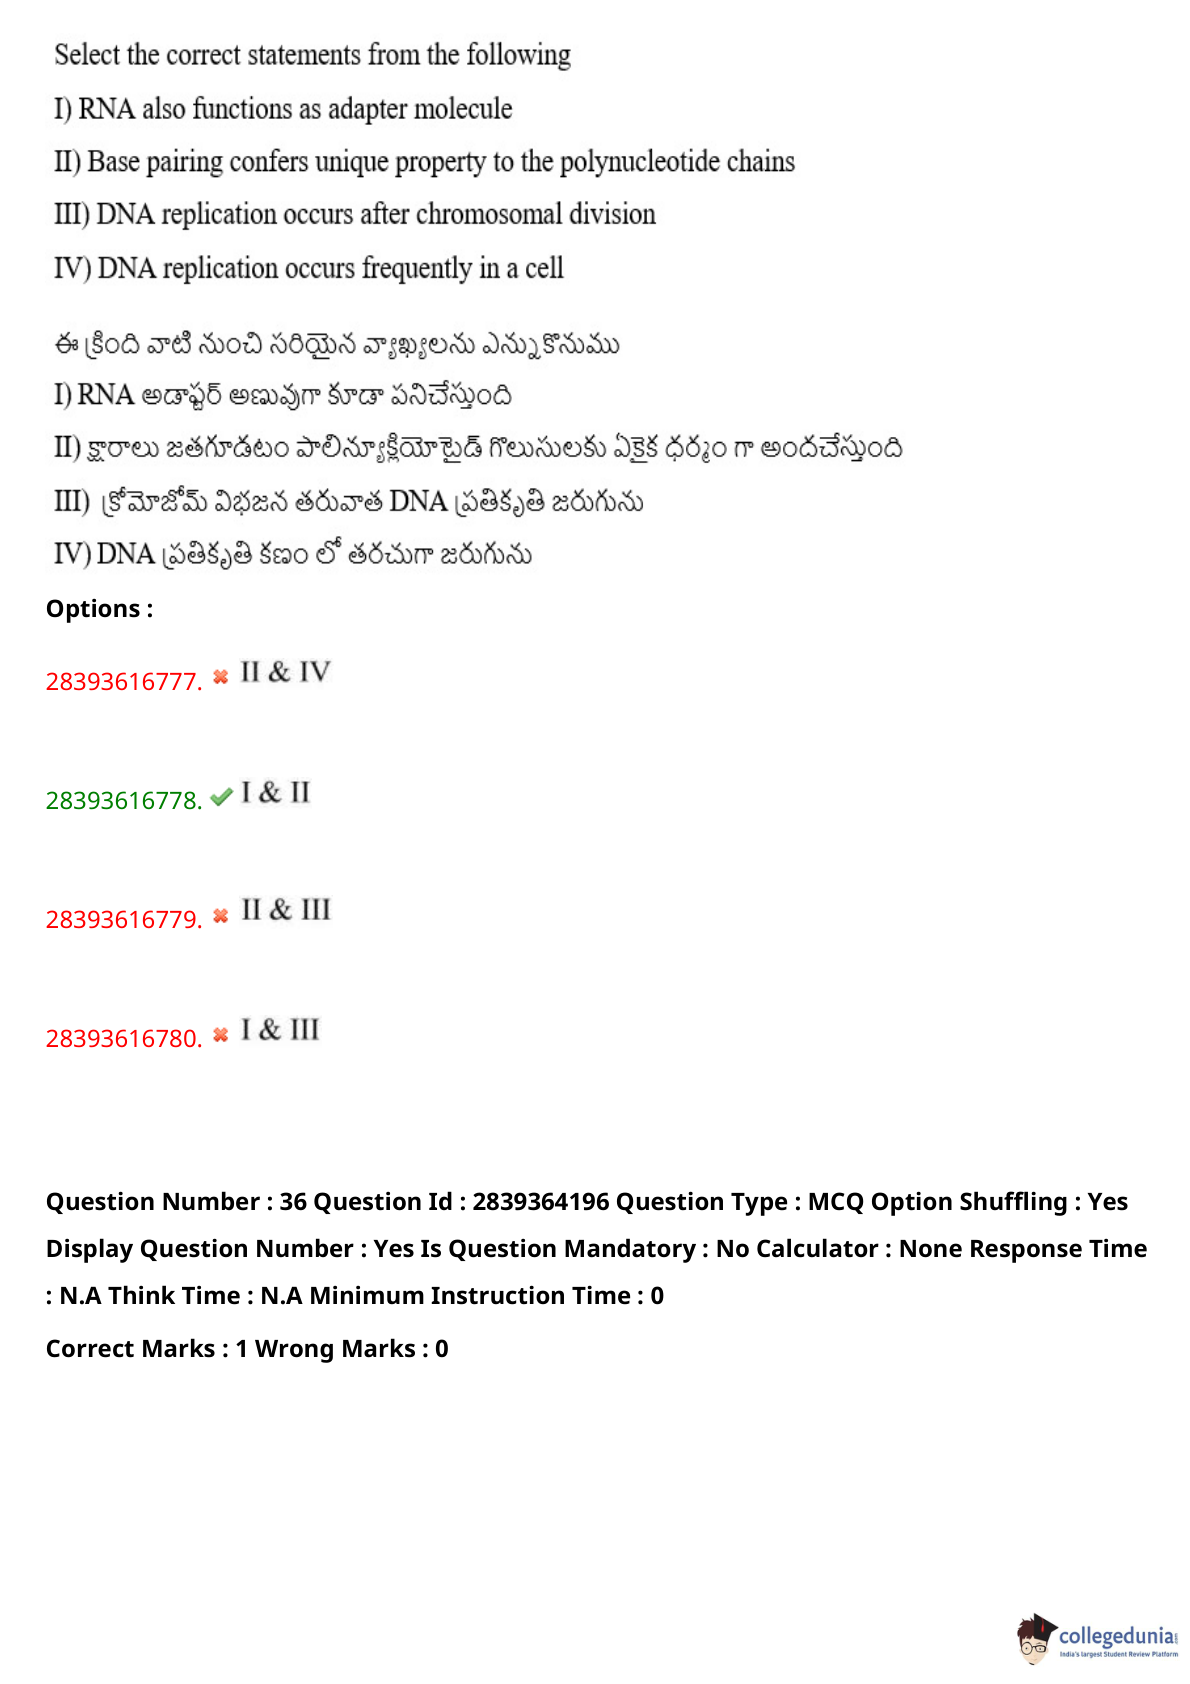 Select the correct statements from the following
I) RNA also functions as adapter molecule
II) Base pairing confers unique property to the polynucleotide chains
III) DNA replication occurs after chromosomal division
IV) DNA replication occurs frequently in a cell
ఈ క్రింది వాటి నుంచి సరియైన వ్యాఖ్యలను ఎన్నుకొనుము
I) RNA అడాప్టర్ అణువుగా కూడా పనిచేస్తుంది
II) క్షారాలు జతగూడటం పాలిన్యూక్లియోటైడ్ గొలుసులకు ఏకైక ధర్మం గా అందచేస్తుంది
III) క్రోమోజోమ్ విభజన తరువాత DNA ప్రతికృతి జరుగును
IV) DNA ప్రతికృతి కణం లో తరచుగా జరుగును
Options :
28393616777. II & IV
28393616778. I & II
28393616779. II & III
28393616780. I & III
Question Number : 36 Question Id : 2839364196 Question Type : MCQ Option Shuffling : Yes
Display Question Number : Yes Is Question Mandatory : No Calculator : None Response Time
: N.A Think Time : N.A Minimum Instruction Time : 0
Correct Marks : 1 Wrong Marks : 0
collegedunia
India's largest Student Review Platform